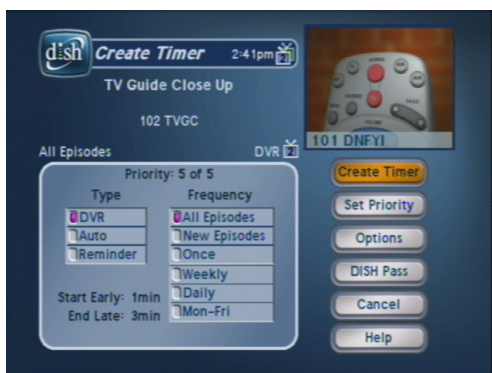 dish Create Timer 2:41pm
TV Guide Close Up
102 TVGC
All Episodes DVR
101 DNFYI
Priority: 5 of 5
Type Frequency
DVR All Episodes
Auto New Episodes
Reminder Once
Weekly
Daily
Mon-Fri
Start Early: 1min
End Late: 3min
Create Timer
Set Priority
Options
DISH Pass
Cancel
Help